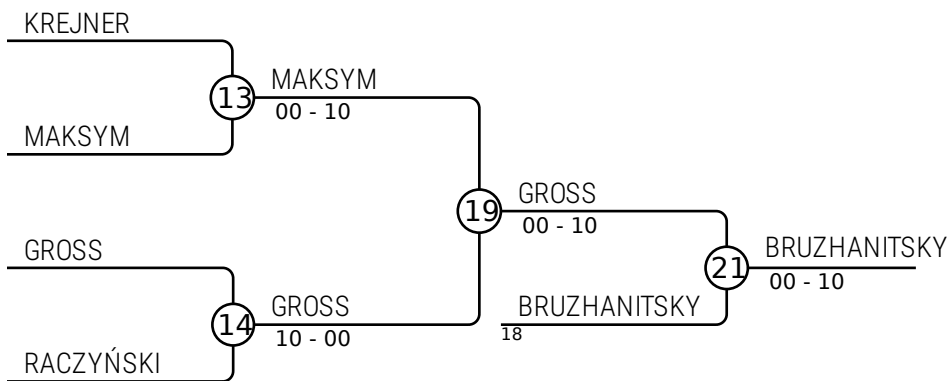 KREJNER
13
MAKSYM
00 - 10
MAKSYM
19
GROSS
00 - 10
GROSS
21
BRUZHANITSKY
00 - 10
14
GROSS
10 - 00
BRUZHANITSKY
18
RACZYŃSKI